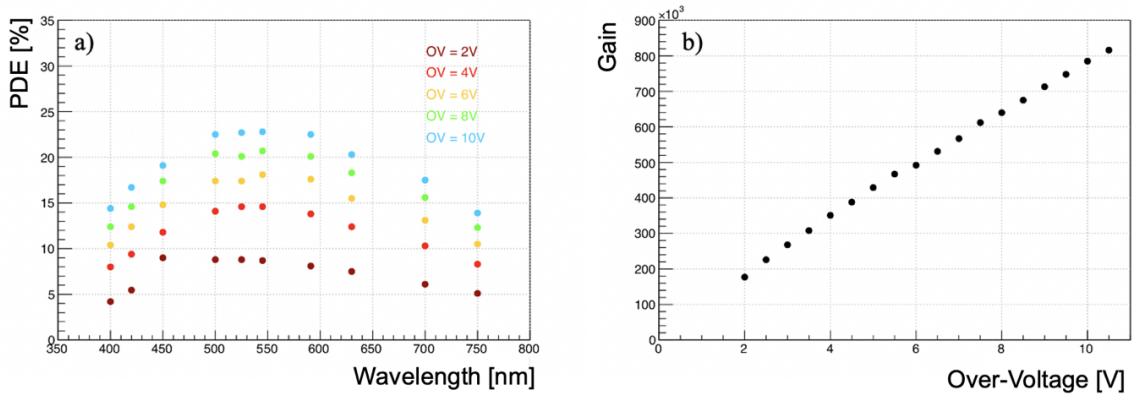 PDE [%]
a)
35
30
25
20
15
10
5
0
OV = 2V
OV = 4V
OV = 6V
OV = 8V
OV = 10V
350 400 450 500 550 600 650 700 750 800
Wavelength [nm]
×10³
Gain
b)
900
800
700
600
500
400
300
200
100
0
0 2 4 6 8 10
Over-Voltage [V]